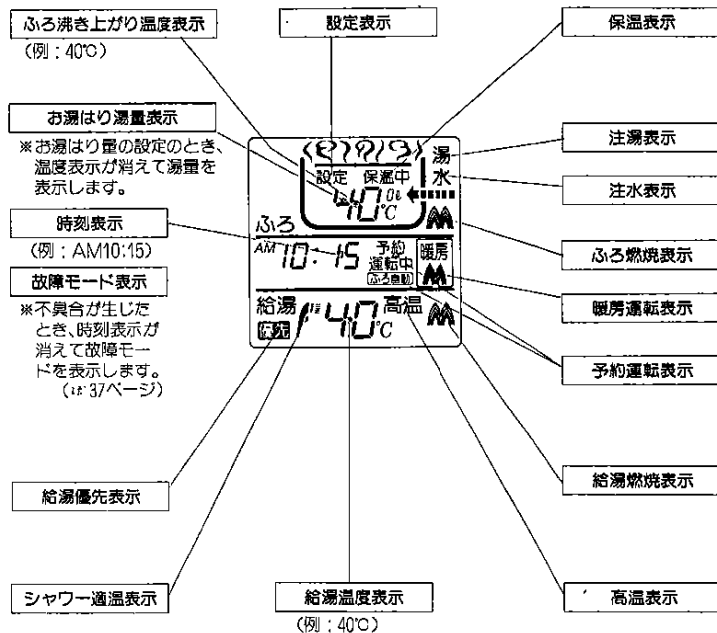 ふろ沸き上がり温度表示
(例：40℃)
設定表示
保温表示
お湯はり湯量表示
※お湯はり量の設定のとき、
温度表示が消えて湯量を
表示します。
時刻表示
(例：AM10:15)
故障モード表示
※不具合が生じた
とき、時刻表示が
消えて故障モー
ドを表示します。
(☞37ページ)
給湯優先表示
シャワー適温表示
設定 保温中
湯
水
40℃
0ℓ
ふろ
AM 10:15
予約
運転中
ふろ自動
暖房
給湯
優先
40℃
高温
注湯表示
注水表示
ふろ燃焼表示
暖房運転表示
予約運転表示
給湯燃焼表示
給湯温度表示
(例：40℃)
高温表示